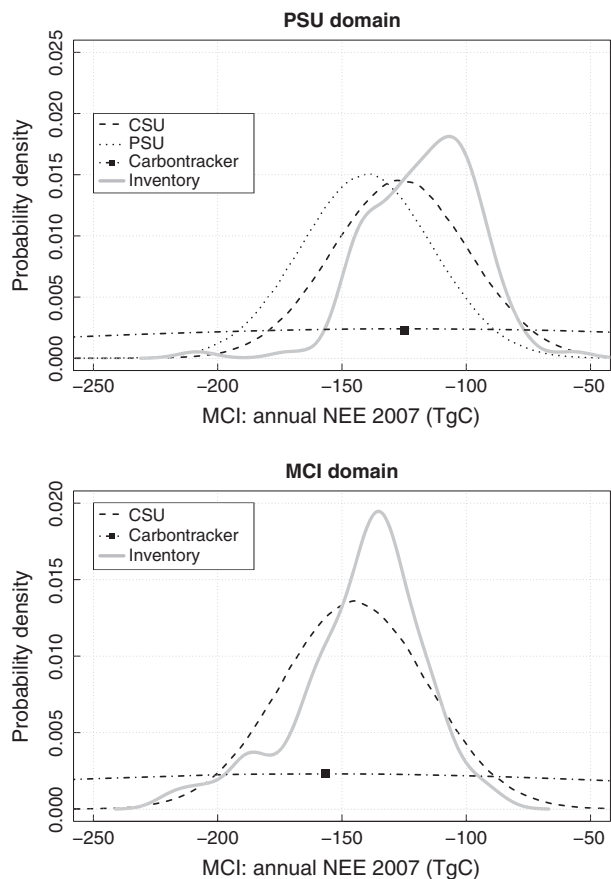 PSU domain
Probability density
0.025
0.020
0.015
0.010
0.005
0.000
CSU
PSU
Carbontracker
Inventory
−250 −200 −150 −100 −50
MCI: annual NEE 2007 (TgC)
MCI domain
Probability density
0.020
0.015
0.010
0.005
0.000
CSU
Carbontracker
Inventory
−250 −200 −150 −100 −50
MCI: annual NEE 2007 (TgC)